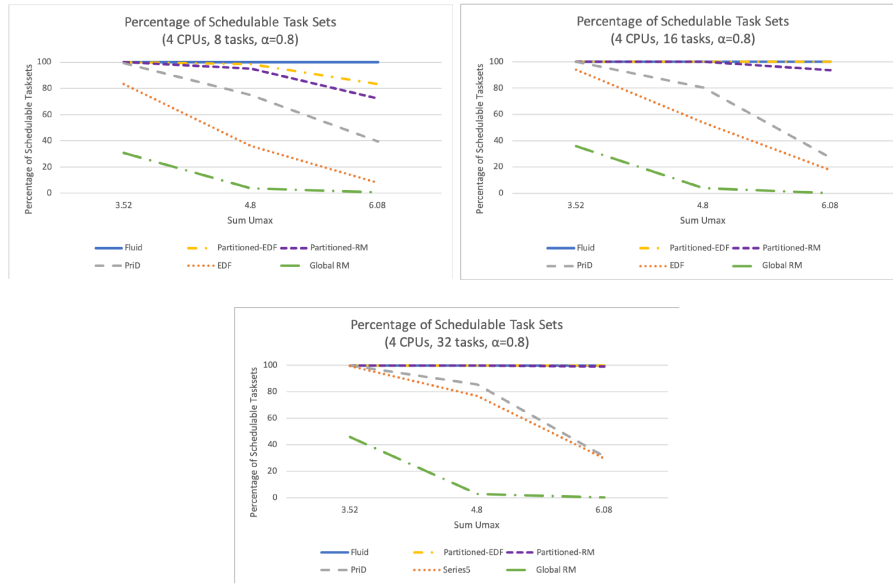 Percentage of Schedulable Task Sets
(4 CPUs, 8 tasks, α=0.8)
Percentage of Schedulable Tasksets
100
80
60
40
20
0
3.52 4.8 6.08
Sum Umax
Fluid Partitioned-EDF Partitioned-RM
PriD EDF Global RM
Percentage of Schedulable Task Sets
(4 CPUs, 16 tasks, α=0.8)
Percentage of Schedulable Tasksets
100
80
60
40
20
0
3.52 4.8 6.08
Sum Umax
Fluid Partitioned-EDF Partitioned-RM
PriD EDF Global RM
Percentage of Schedulable Task Sets
(4 CPUs, 32 tasks, α=0.8)
Percentage of Schedulable Tasksets
100
80
60
40
20
0
3.52 4.8 6.08
Sum Umax
Fluid Partitioned-EDF Partitioned-RM
PriD Series5 Global RM